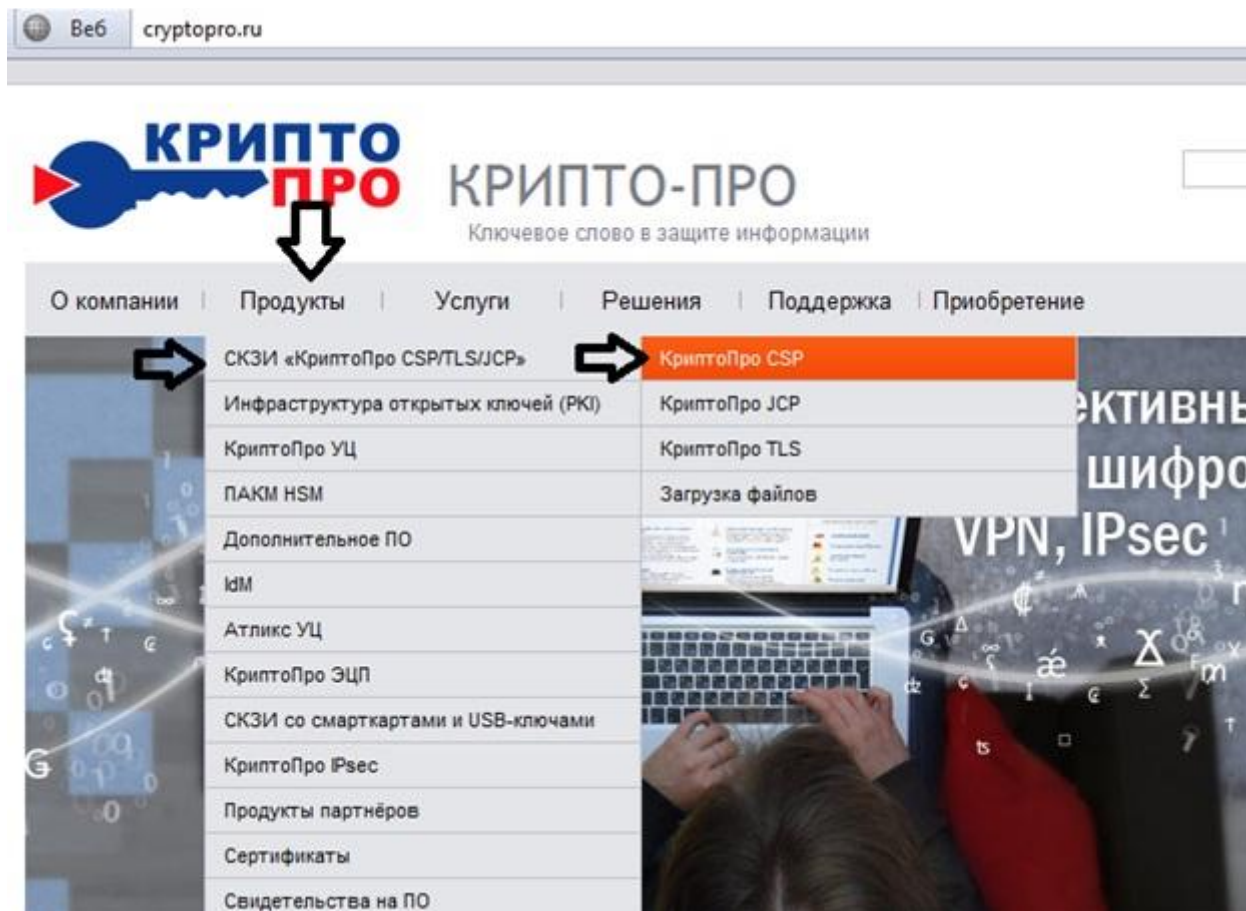 Веб cryptopro.ru
КРИПТО
ПРО
КРИПТО-ПРО
Ключевое слово в защите информации
О компании Продукты Услуги Решения Поддержка Приобретение
СКЗИ «КриптоПро CSP/TLS/JCP»
Инфраструктура открытых ключей (PKI)
КриптоПро УЦ
ПАКМ HSM
Дополнительное ПО
IdM
Атликс УЦ
КриптоПро ЭЦП
СКЗИ со смарткартами и USB-ключами
КриптоПро IPsec
Продукты партнёров
Сертификаты
Свидетельства на ПО
КриптоПро CSP
КриптоПро JCP
КриптоПро TLS
Загрузка файлов
ективны
шифро
VPN, IPsec